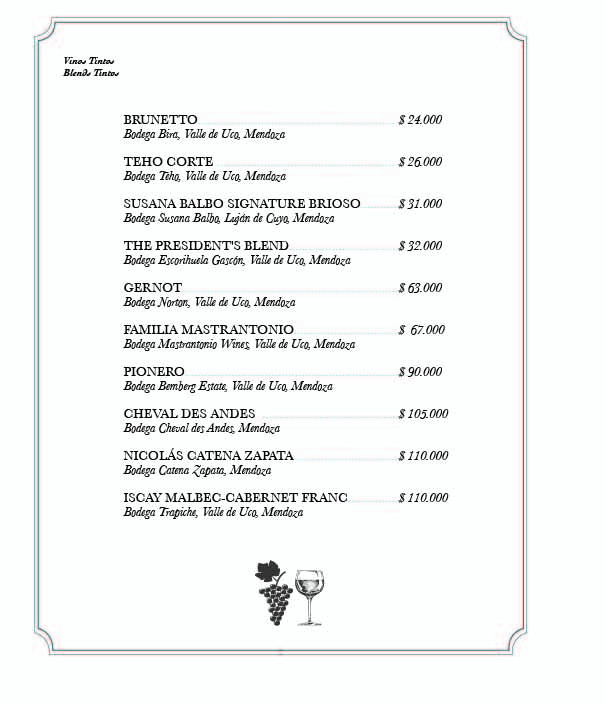 Vinos Tintos
Blends Tintos
BRUNETTO $ 24.000
Bodega Bira, Valle de Uco, Mendoza
TEHO CORTE $ 26.000
Bodega Teho, Valle de Uco, Mendoza
SUSANA BALBO SIGNATURE BRIOSO $ 31.000
Bodega Susana Balbo, Luján de Cuyo, Mendoza
THE PRESIDENT'S BLEND $ 32.000
Bodega Escorihuela Gascón, Valle de Uco, Mendoza
GERNOT $ 63.000
Bodega Norton, Valle de Uco, Mendoza
FAMILIA MASTRANTONIO $ 67.000
Bodega Mastrantonio Wines, Valle de Uco, Mendoza
PIONERO $ 90.000
Bodega Bemberg Estate, Valle de Uco, Mendoza
CHEVAL DES ANDES $ 105.000
Bodega Cheval des Andes, Mendoza
NICOLÁS CATENA ZAPATA $ 110.000
Bodega Catena Zapata, Mendoza
ISCAY MALBEC-CABERNET FRANC $ 110.000
Bodega Trapiche, Valle de Uco, Mendoza